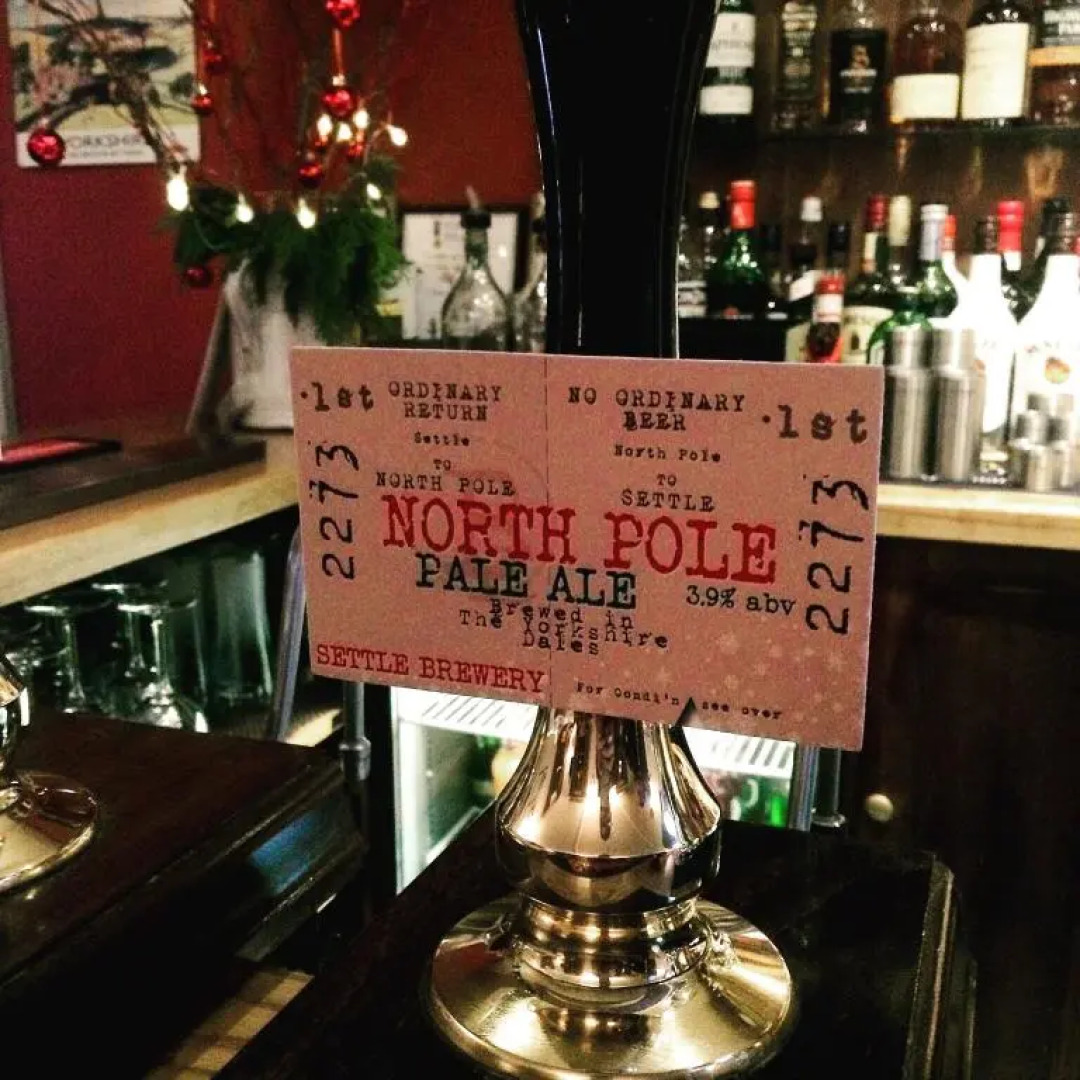 YORKSHIRE
·1st
ORDINARY
RETURN
Settle
TO
NORTH POLE
2273
NO ORDINARY
BEER
North Pole
TO
SETTLE
·1st
2273
NORTH POLE
PALE ALE
3.9% abv
Brewed in
The Yorkshire
Dales
SETTLE BREWERY
For Condi'n see over